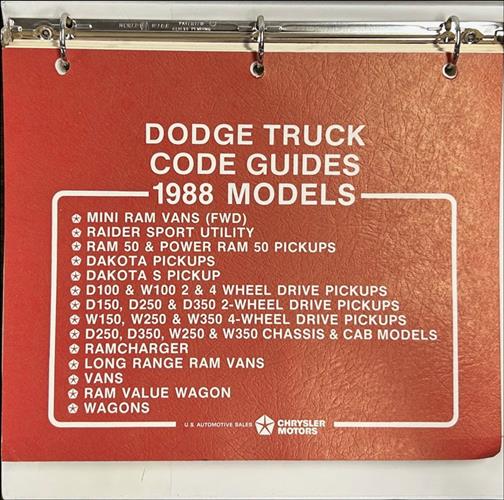 DODGE TRUCK
CODE GUIDES
1988 MODELS
MINI RAM VANS (FWD)
RAIDER SPORT UTILITY
RAM 50 & POWER RAM 50 PICKUPS
DAKOTA PICKUPS
DAKOTA S PICKUP
D100 & W100 2 & 4 WHEEL DRIVE PICKUPS
D150, D250 & D350 2-WHEEL DRIVE PICKUPS
W150, W250 & W350 4-WHEEL DRIVE PICKUPS
D250, D350, W250 & W350 CHASSIS & CAB MODELS
RAMCHARGER
LONG RANGE RAM VANS
VANS
RAM VALUE WAGON
WAGONS
U.S. AUTOMOTIVE SALES
CHRYSLER
MOTORS